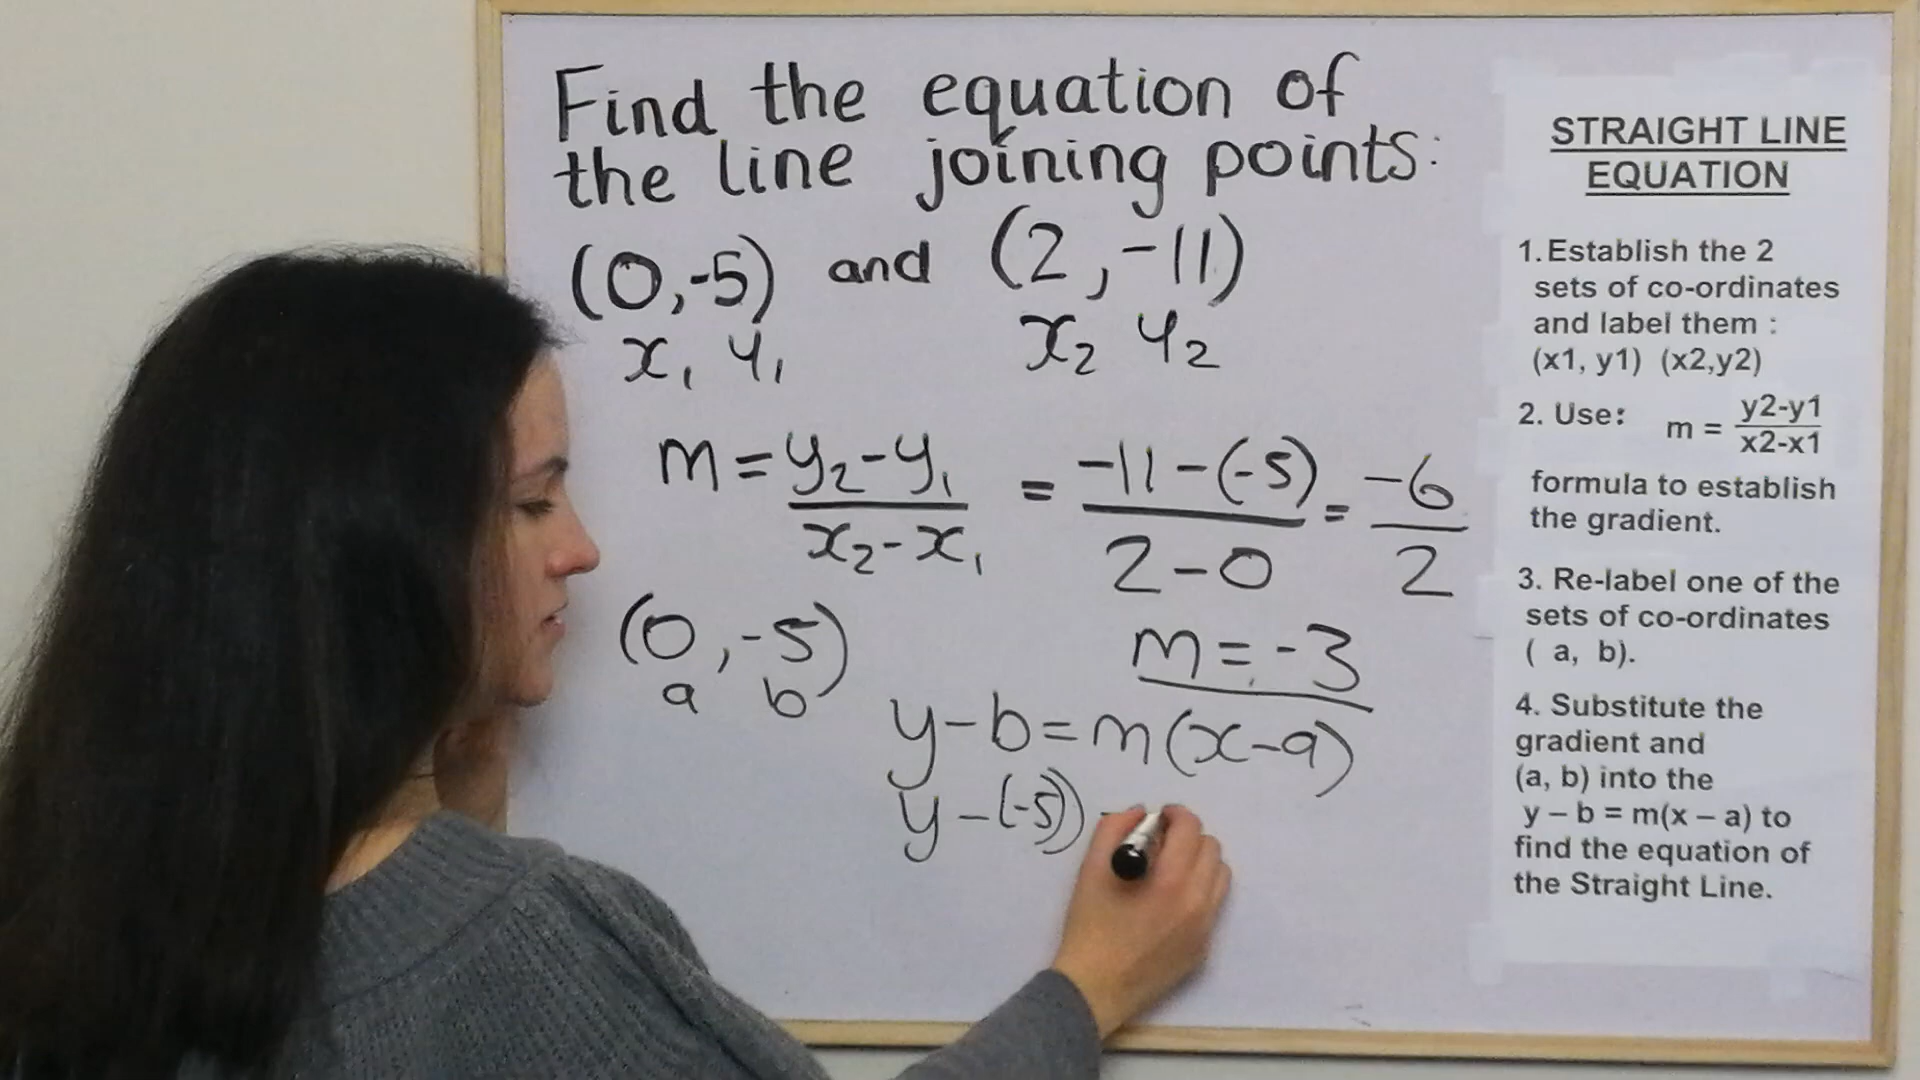 Find the equation of
the line joining points:
(0,-5) and (2,-11)
x₁ y₁ x₂ y₂
m = y₂-y₁ / x₂-x₁ = -11-(-5) / 2-0 = -6 / 2
m = -3
(0,-5)
a b
y-b=m(x-a)
y-(-5)) -
STRAIGHT LINE
EQUATION
1. Establish the 2
sets of co-ordinates
and label them :
(x1, y1) (x2,y2)
2. Use: m = y2-y1 / x2-x1
formula to establish
the gradient.
3. Re-label one of the
sets of co-ordinates
( a, b).
4. Substitute the
gradient and
(a, b) into the
y – b = m(x – a) to
find the equation of
the Straight Line.